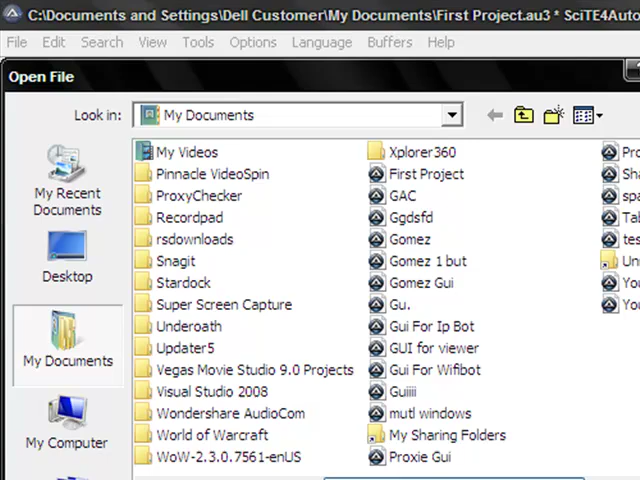 C:\Documents and Settings\Dell Customer\My Documents\First Project.au3 * SciTE4Auto
File Edit Search View Tools Options Language Buffers Help
Open File
Look in: My Documents
My Recent Documents
Desktop
My Documents
My Computer
My Videos
Pinnacle VideoSpin
ProxyChecker
Recordpad
rsdownloads
Snagit
Stardock
Super Screen Capture
Underoath
Updater5
Vegas Movie Studio 9.0 Projects
Visual Studio 2008
Wondershare AudioCom
World of Warcraft
WoW-2.3.0.7561-enUS
Xplorer360
First Project
GAC
Ggdsfd
Gomez
Gomez 1 but
Gomez Gui
Gu.
Gui For Ip Bot
GUI for viewer
Gui For Wifibot
Guiiii
mutl windows
My Sharing Folders
Proxie Gui
Pro
Sha
spa
Tab
tes
Un
You
You